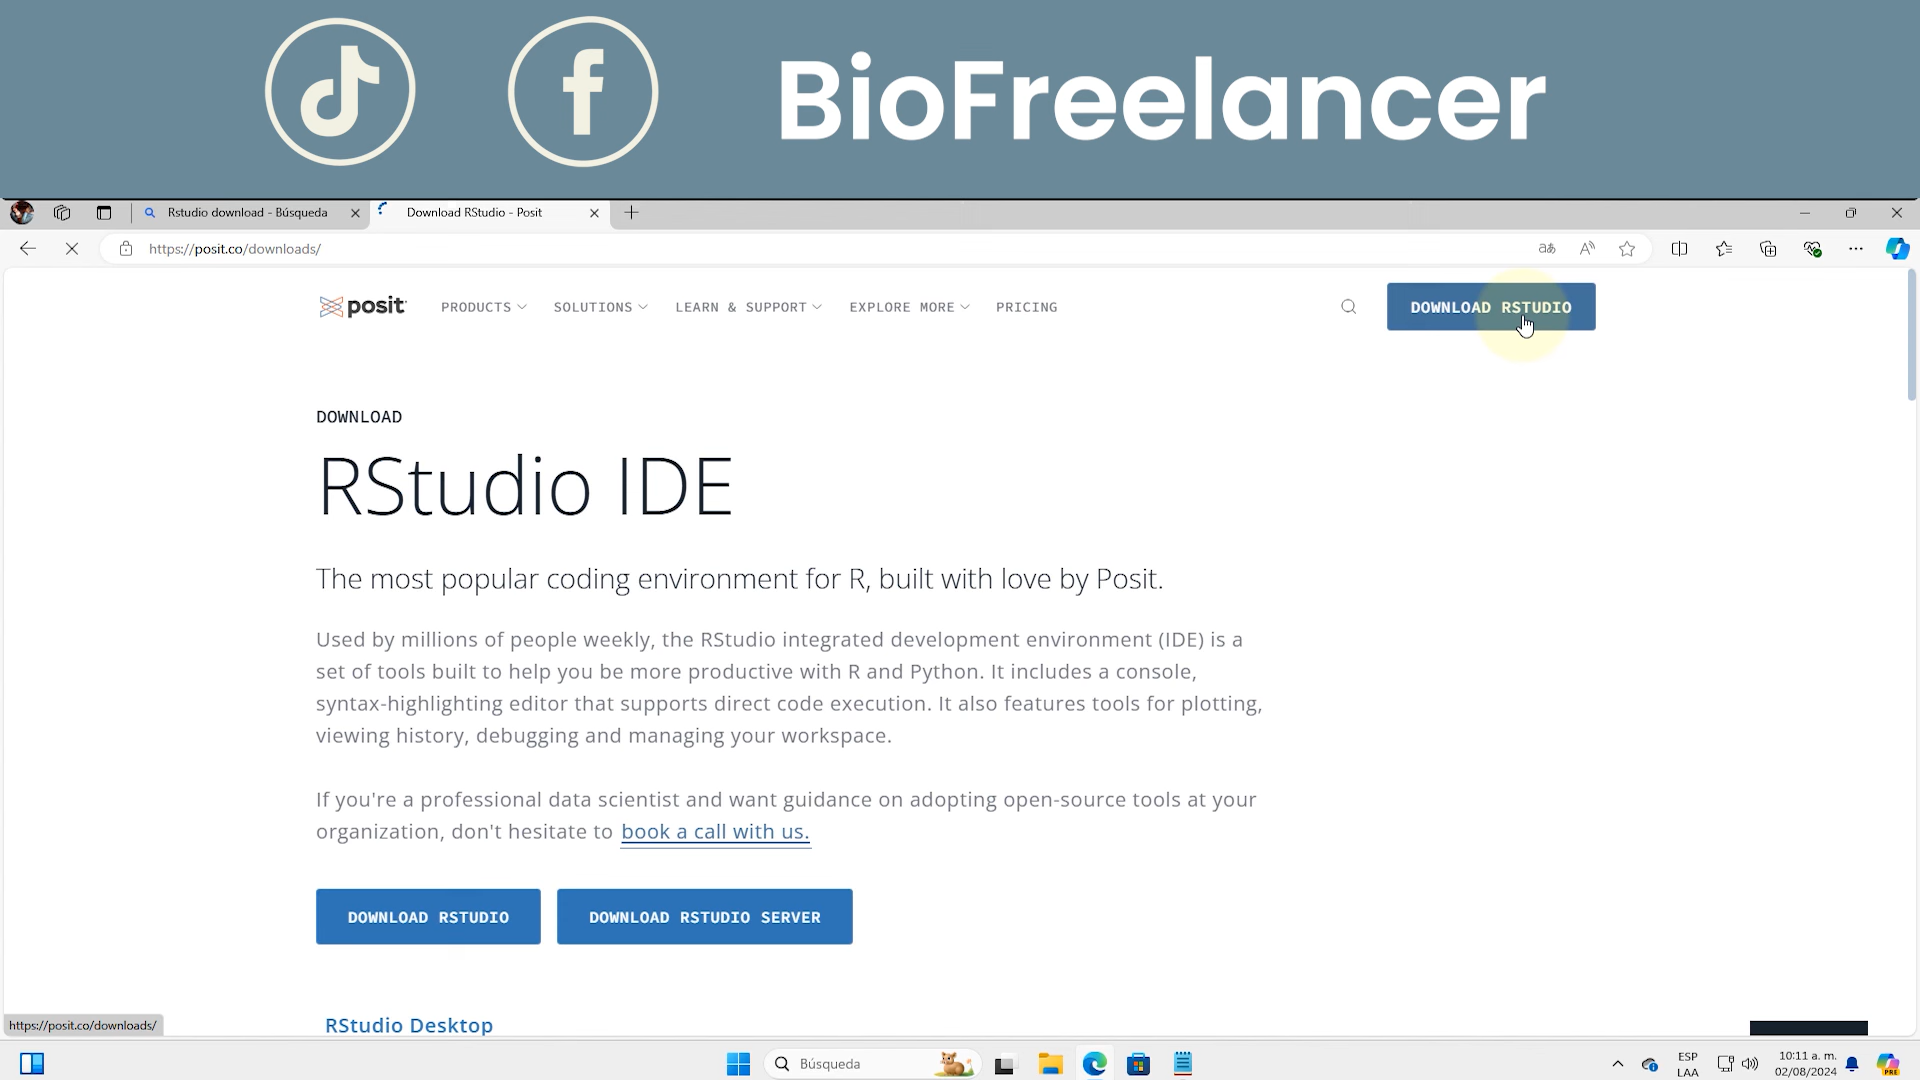 BioFreelancer
Rstudio download - Búsqueda
Download RStudio - Posit
https://posit.co/downloads/
posit
PRODUCTS
SOLUTIONS
LEARN & SUPPORT
EXPLORE MORE
PRICING
DOWNLOAD RSTUDIO
DOWNLOAD
RStudio IDE
The most popular coding environment for R, built with love by Posit.
Used by millions of people weekly, the RStudio integrated development environment (IDE) is a
set of tools built to help you be more productive with R and Python. It includes a console,
syntax-highlighting editor that supports direct code execution. It also features tools for plotting,
viewing history, debugging and managing your workspace.
If you're a professional data scientist and want guidance on adopting open-source tools at your
organization, don't hesitate to book a call with us.
DOWNLOAD RSTUDIO
DOWNLOAD RSTUDIO SERVER
RStudio Desktop
https://posit.co/downloads/
Búsqueda
ESP
LAA
10:11 a. m.
02/08/2024
PRE